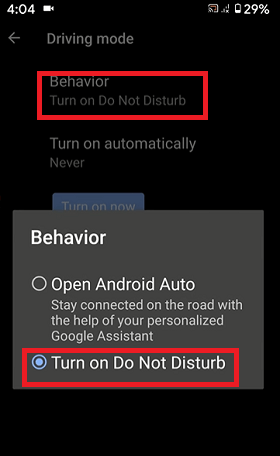 4:04 29%
Driving mode
Behavior
Turn on Do Not Disturb
Turn on automatically
Never
Turn on now
Behavior
Open Android Auto
Stay connected on the road with
the help of your personalized
Google Assistant
Turn on Do Not Disturb